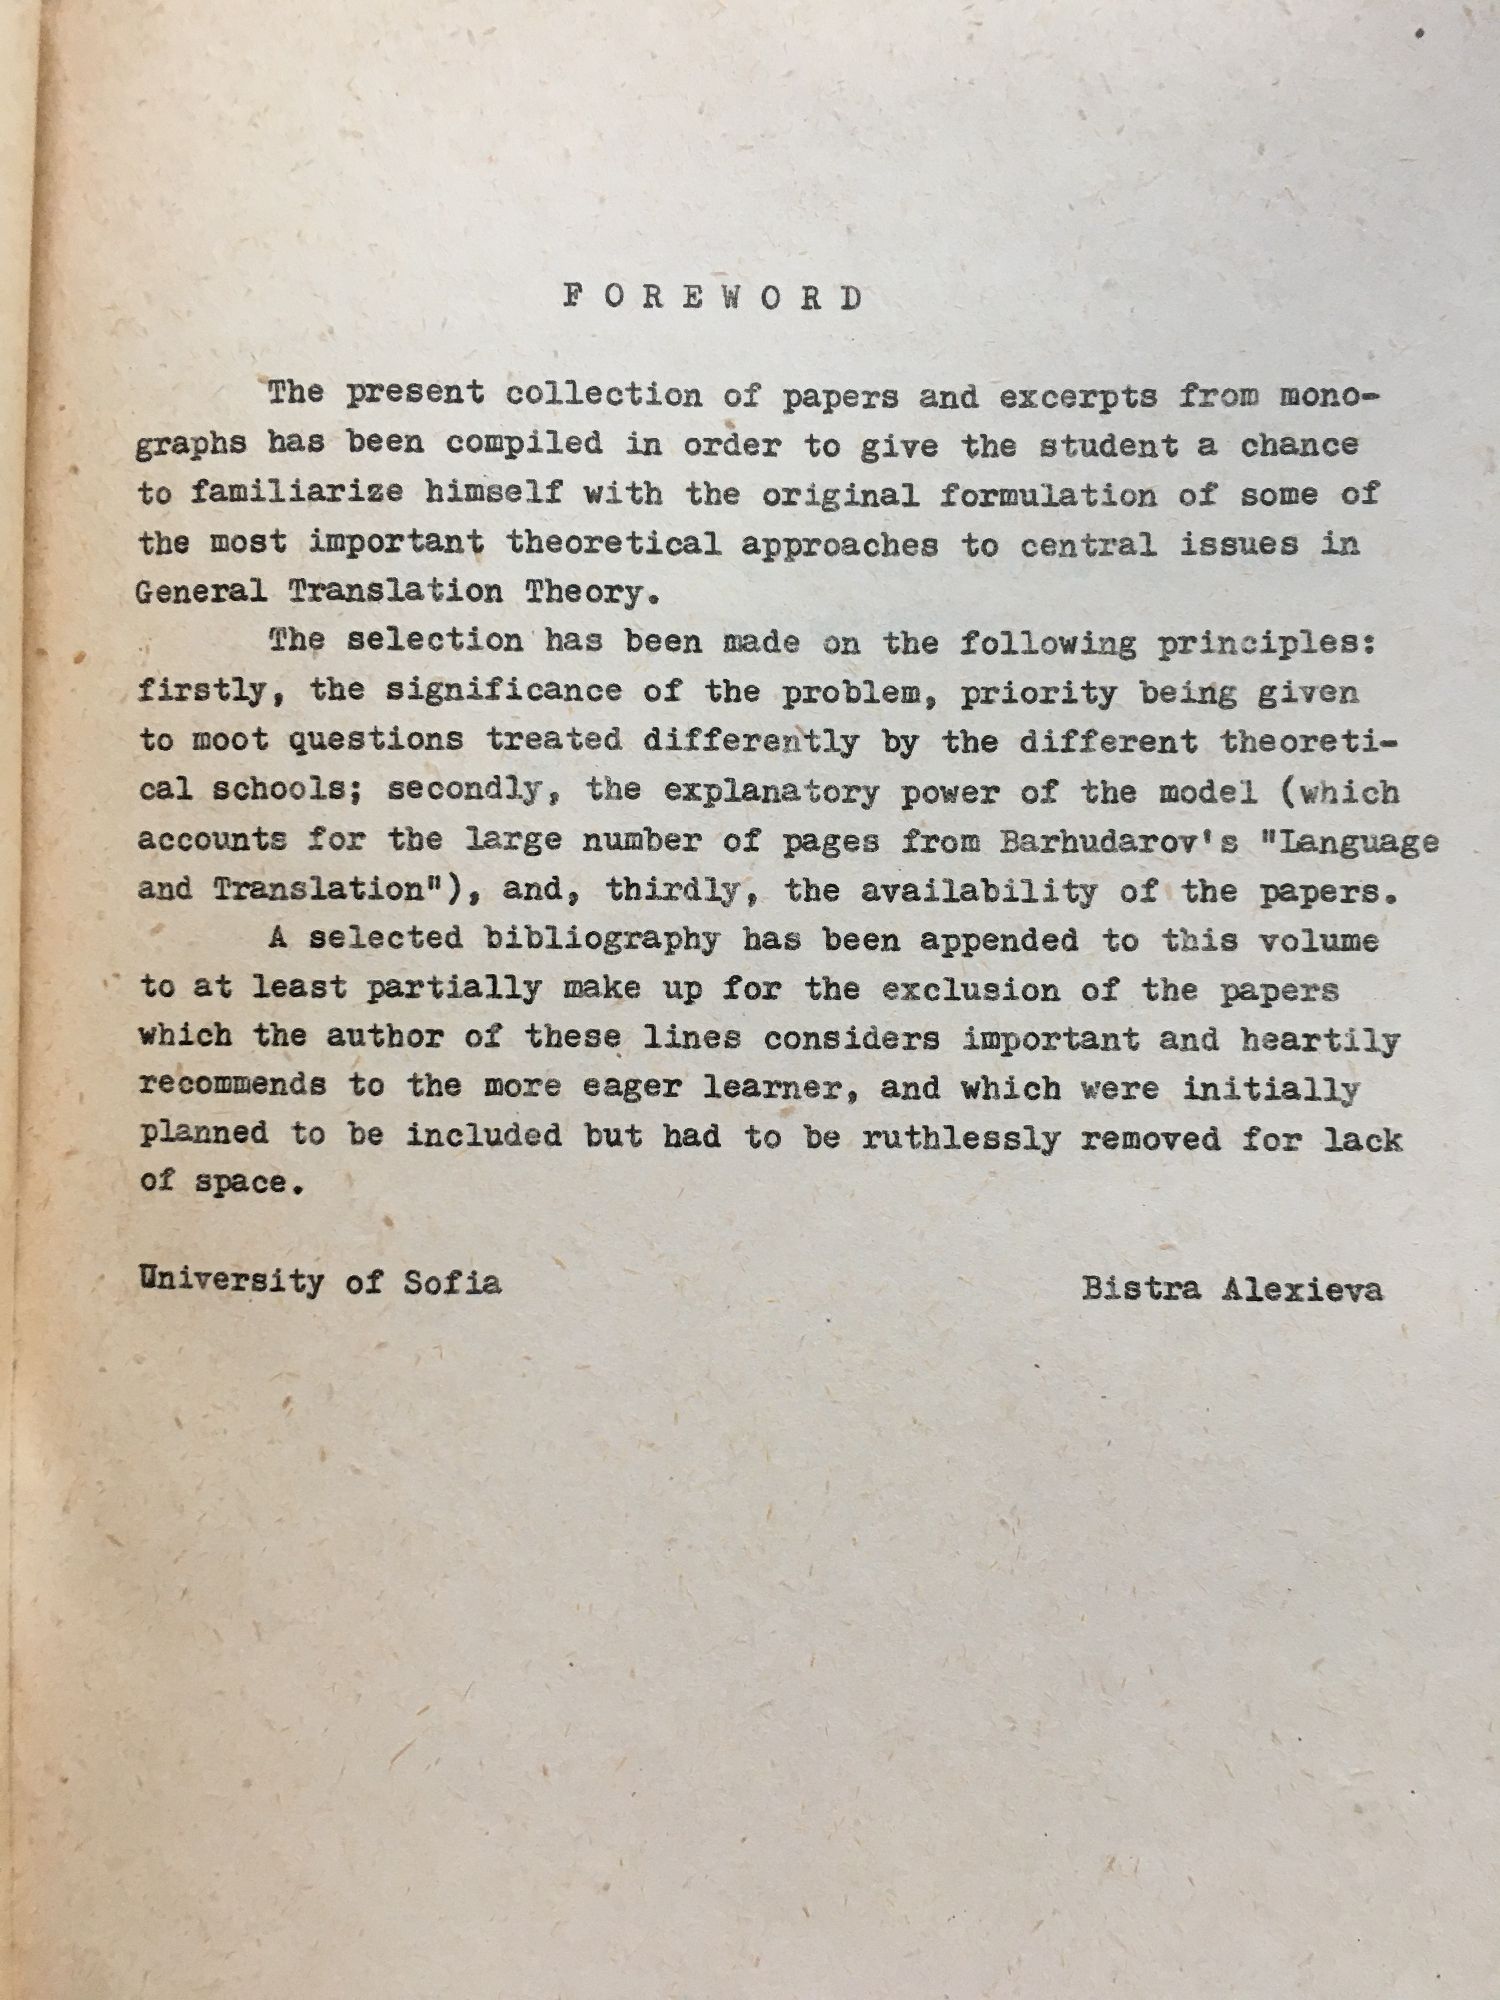 FOREWORD
The present collection of papers and excerpts from mono-
graphs has been compiled in order to give the student a chance
to familiarize himself with the original formulation of some of
the most important theoretical approaches to central issues in
General Translation Theory.
The selection has been made on the following principles:
firstly, the significance of the problem, priority being given
to moot questions treated differently by the different theoreti-
cal schools; secondly, the explanatory power of the model (which
accounts for the large number of pages from Barhudarov's "Language
and Translation"), and, thirdly, the availability of the papers.
A selected bibliography has been appended to this volume
to at least partially make up for the exclusion of the papers
which the author of these lines considers important and heartily
recommends to the more eager learner, and which were initially
planned to be included but had to be ruthlessly removed for lack
of space.
University of Sofia Bistra Alexieva